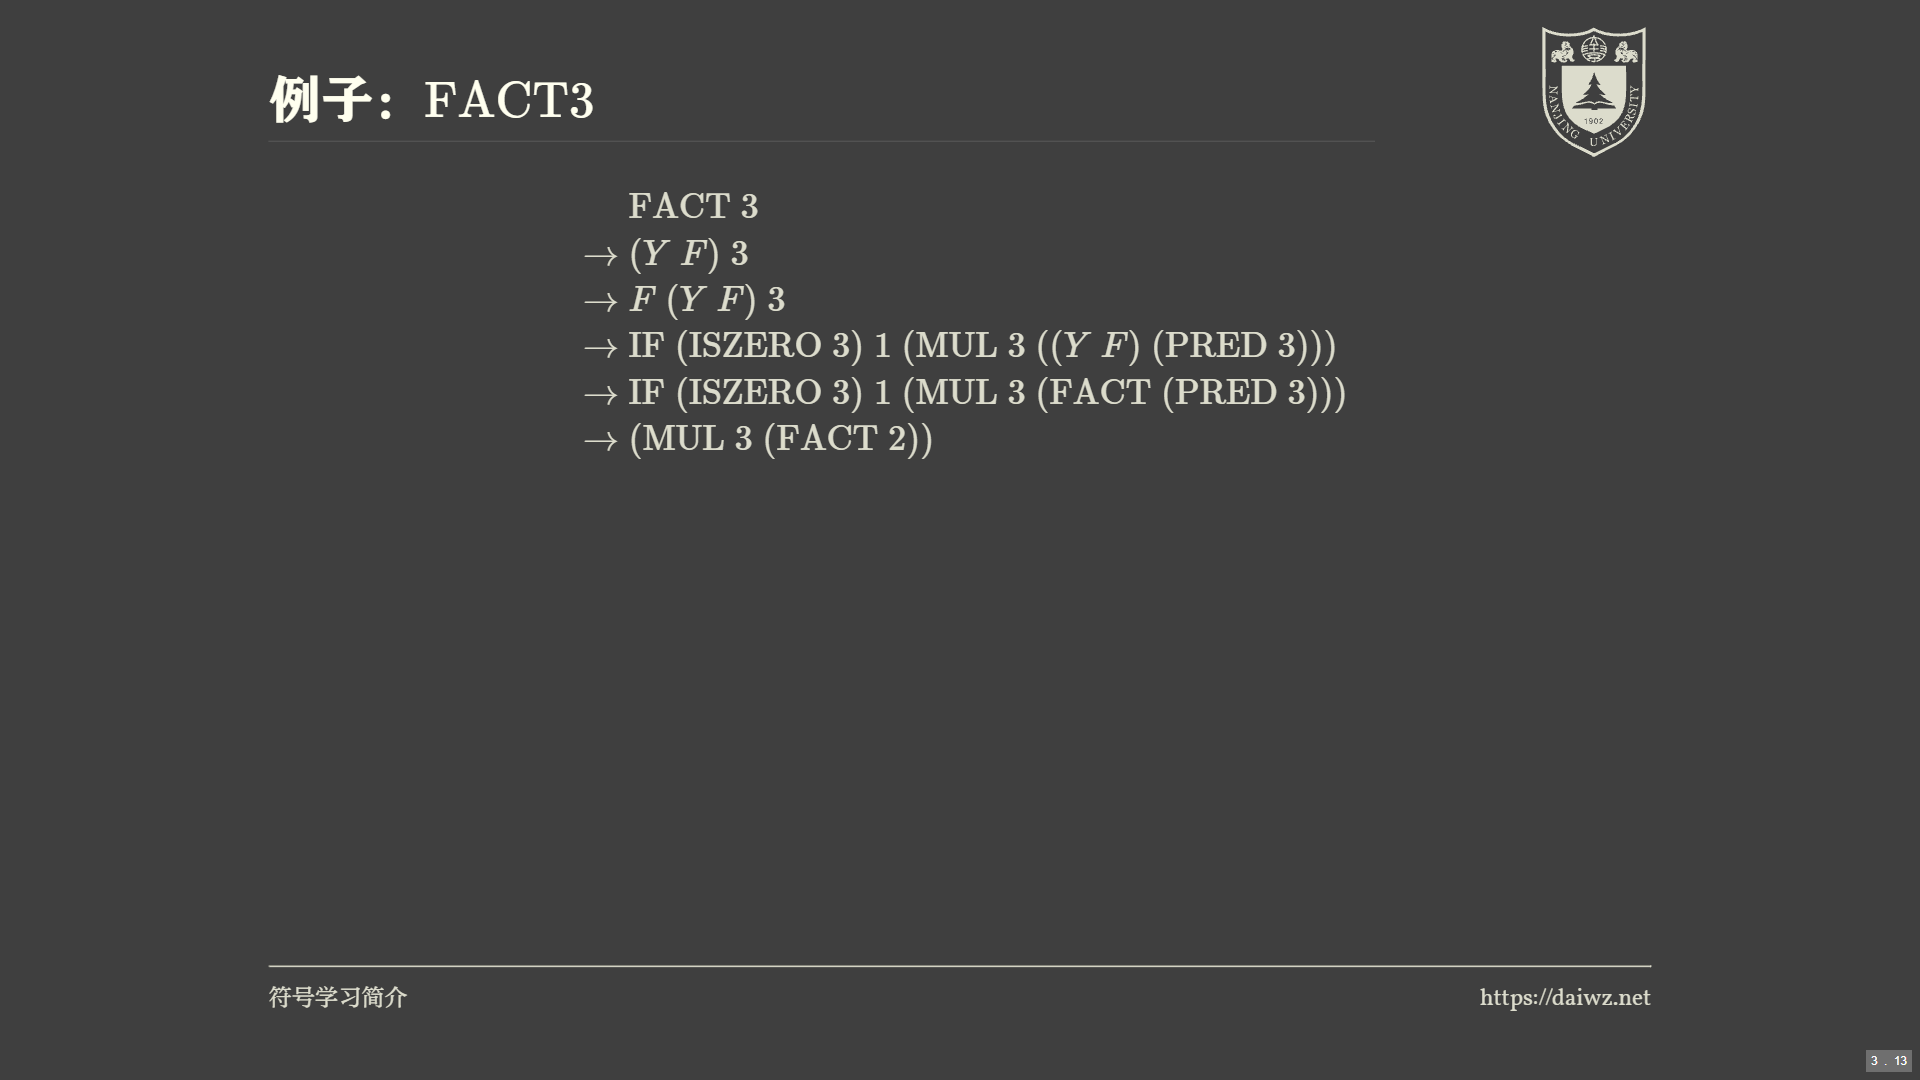 例子：FACT3
NANJING UNIVERSITY
1902
FACT 3
→ (Y F) 3
→ F (Y F) 3
→ IF (ISZERO 3) 1 (MUL 3 ((Y F) (PRED 3)))
→ IF (ISZERO 3) 1 (MUL 3 (FACT (PRED 3)))
→ (MUL 3 (FACT 2))
符号学习简介
https://daiwz.net
3 . 13